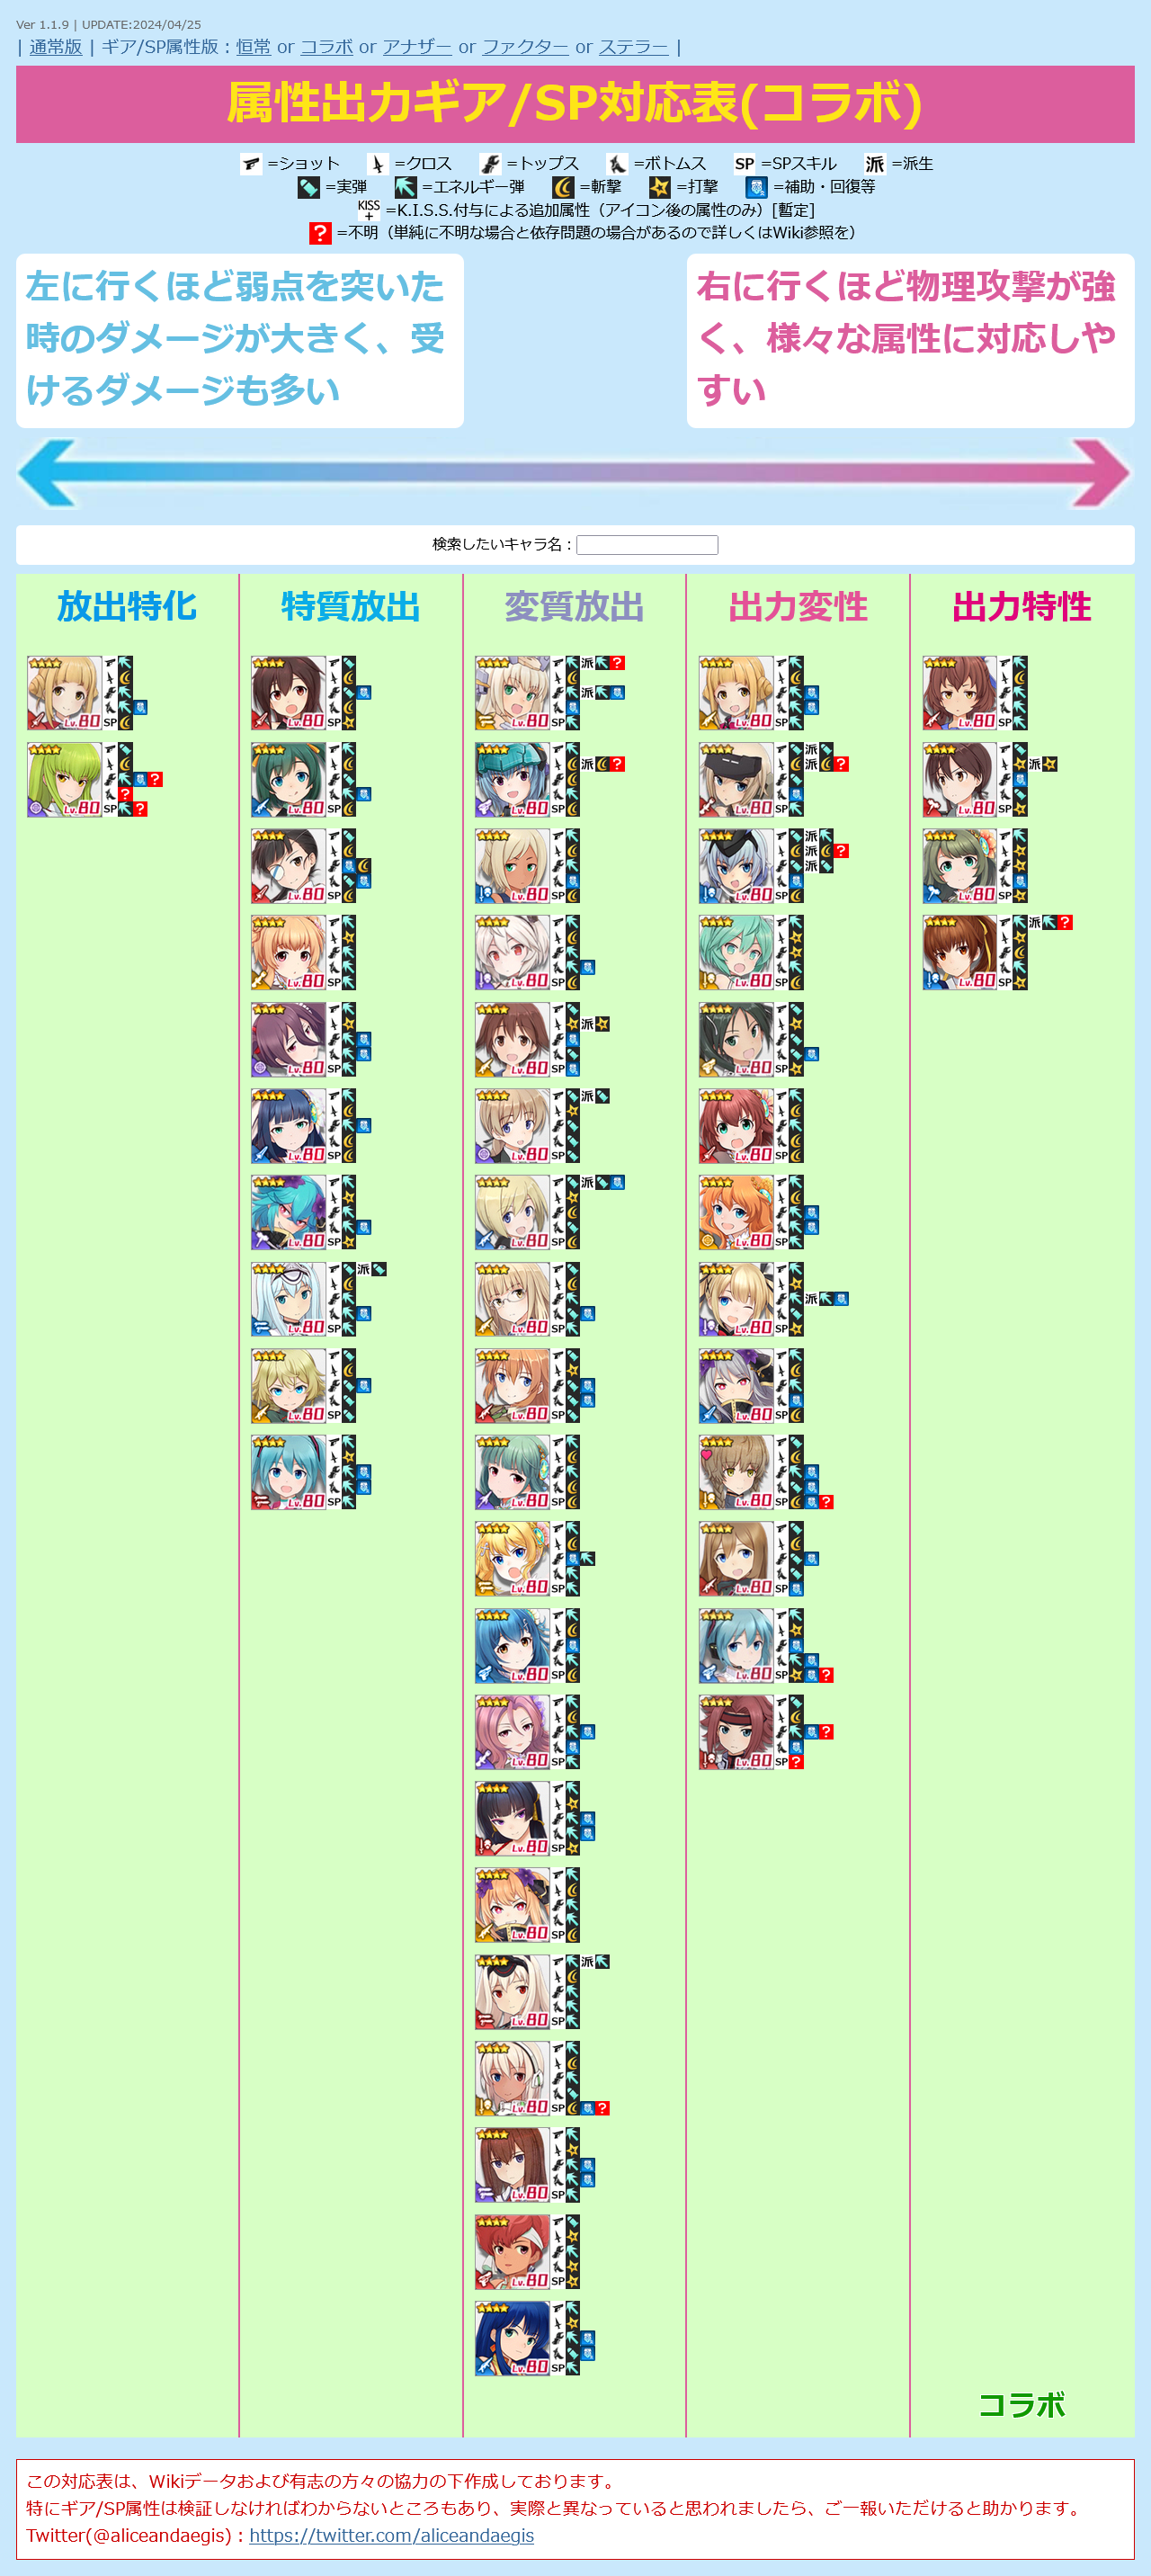 Ver 1.1.9 | UPDATE:2024/04/25
| 通常版 | ギア/SP属性版：恒常 or コラボ or アナザー or ファクター or ステラー |
属性出力ギア/SP対応表(コラボ)
=ショット =クロス =トップス =ボトムス SP =SPスキル 派 =派生
=実弾 =エネルギー弾 =斬撃 =打撃 =補助・回復等
KISS+ =K.I.S.S.付与による追加属性（アイコン後の属性のみ）[暫定]
? =不明（単純に不明な場合と依存問題の場合があるので詳しくはWiki参照を）
左に行くほど弱点を突いた
時のダメージが大きく、受
けるダメージも多い
右に行くほど物理攻撃が強
く、様々な属性に対応しや
すい
検索したいキャラ名：
放出特化 特質放出 変質放出 出力変性 出力特性
コラボ
この対応表は、Wikiデータおよび有志の方々の協力の下作成しております。
特にギア/SP属性は検証しなければわからないところもあり、実際と異なっていると思われましたら、ご一報いただけると助かります。
Twitter(@aliceandaegis)：https://twitter.com/aliceandaegis